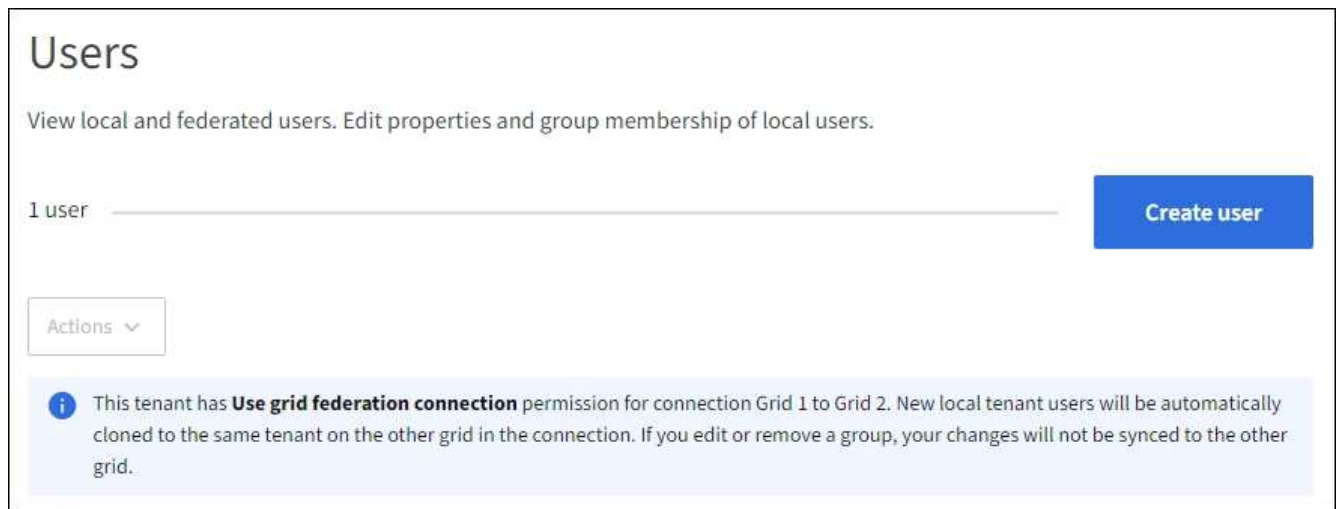 Users
View local and federated users. Edit properties and group membership of local users.
1 user
Create user
Actions
This tenant has Use grid federation connection permission for connection Grid 1 to Grid 2. New local tenant users will be automatically
cloned to the same tenant on the other grid in the connection. If you edit or remove a group, your changes will not be synced to the other
grid.